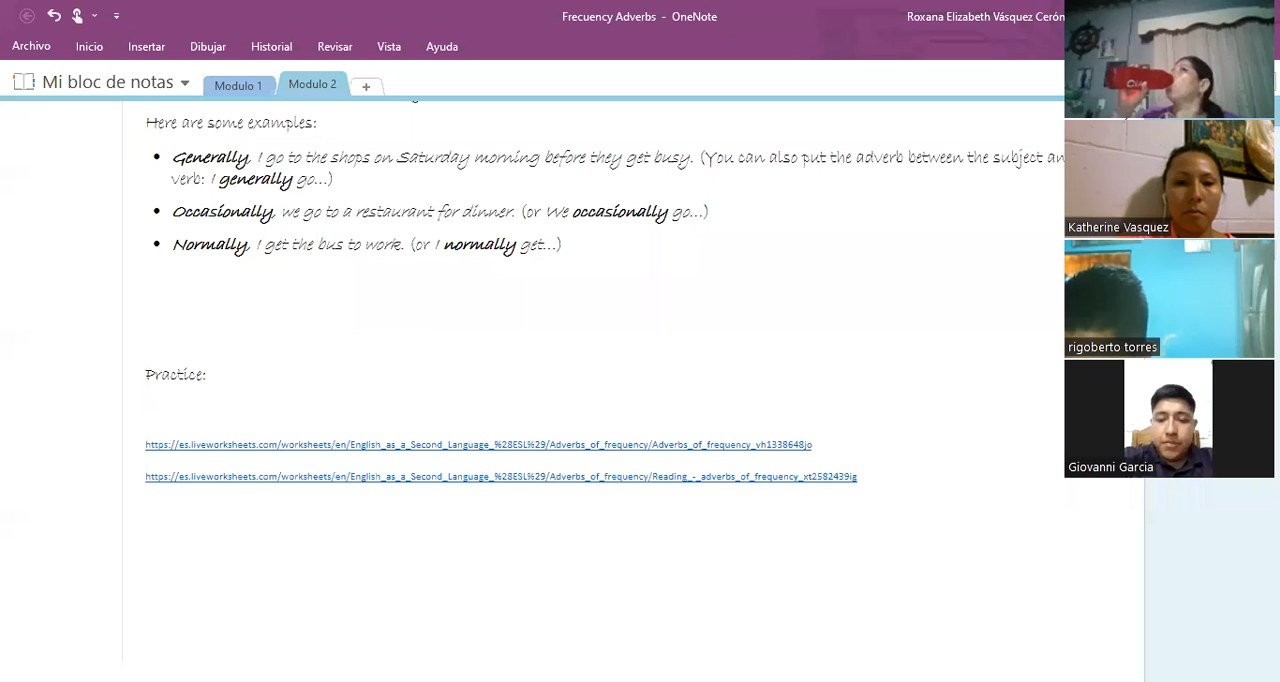 Frecuency Adverbs - OneNote
Roxana Elizabeth Vásquez Cerón
Archivo Inicio Insertar Dibujar Historial Revisar Vista Ayuda
Mi bloc de notas Modulo 1 Modulo 2 +
Here are some examples:
• Generally, I go to the shops on Saturday morning before they get busy. (You can also put the adverb between the subject an
verb: I generally go...)
• Occasionally, we go to a restaurant for dinner. (or We occasionally go...)
• Normally, I get the bus to work. (or I normally get...)
Practice:
https://es.liveworksheets.com/worksheets/en/English_as_a_Second_Language_%28ESL%29/Adverbs_of_frequency/Adverbs_of_frequency_vh1338648jo
https://es.liveworksheets.com/worksheets/en/English_as_a_Second_Language_%28ESL%29/Adverbs_of_frequency/Reading_-_adverbs_of_frequency_xt2582439ig
Katherine Vasquez
rigoberto torres
Giovanni Garcia